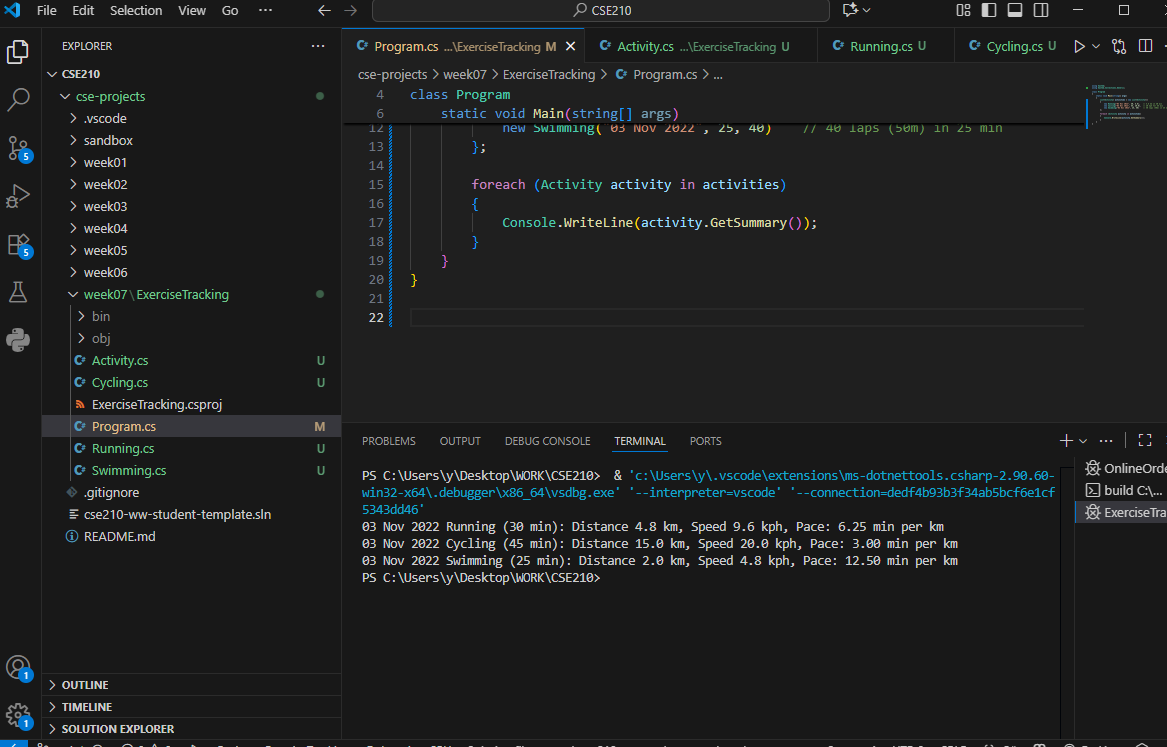 File Edit Selection View Go ··· CSE210
EXPLORER ···
CSE210
cse-projects
.vscode
sandbox
week01
week02
week03
week04
week05
week06
week07\ExerciseTracking
bin
obj
Activity.cs U
Cycling.cs U
ExerciseTracking.csproj
Program.cs M
Running.cs U
Swimming.cs U
.gitignore
cse210-ww-student-template.sln
README.md
OUTLINE
TIMELINE
SOLUTION EXPLORER
5
5
1
1
Program.cs ...\ExerciseTracking M Activity.cs ...\ExerciseTracking U Running.cs U Cycling.cs U
cse-projects > week07 > ExerciseTracking > Program.cs > ...
4 class Program
6 static void Main(string[] args)
12 new Swimming("03 Nov 2022", 25, 40) // 40 laps (50m) in 25 min
13 };
14
15 foreach (Activity activity in activities)
16 {
17 Console.WriteLine(activity.GetSummary());
18 }
19 }
20 }
21
22
PROBLEMS OUTPUT DEBUG CONSOLE TERMINAL PORTS
PS C:\Users\y\Desktop\WORK\CSE210> & 'c:\Users\y\.vscode\extensions\ms-dotnettools.csharp-2.90.60-
win32-x64\.debugger\x86_64\vsdbg.exe' '--interpreter=vscode' '--connection=dedf4b93b3f34ab5bcf6e1cf
5343dd46'
03 Nov 2022 Running (30 min): Distance 4.8 km, Speed 9.6 kph, Pace: 6.25 min per km
03 Nov 2022 Cycling (45 min): Distance 15.0 km, Speed 20.0 kph, Pace: 3.00 min per km
03 Nov 2022 Swimming (25 min): Distance 2.0 km, Speed 4.8 kph, Pace: 12.50 min per km
PS C:\Users\y\Desktop\WORK\CSE210>
OnlineOrde
build C:\...
ExerciseTra